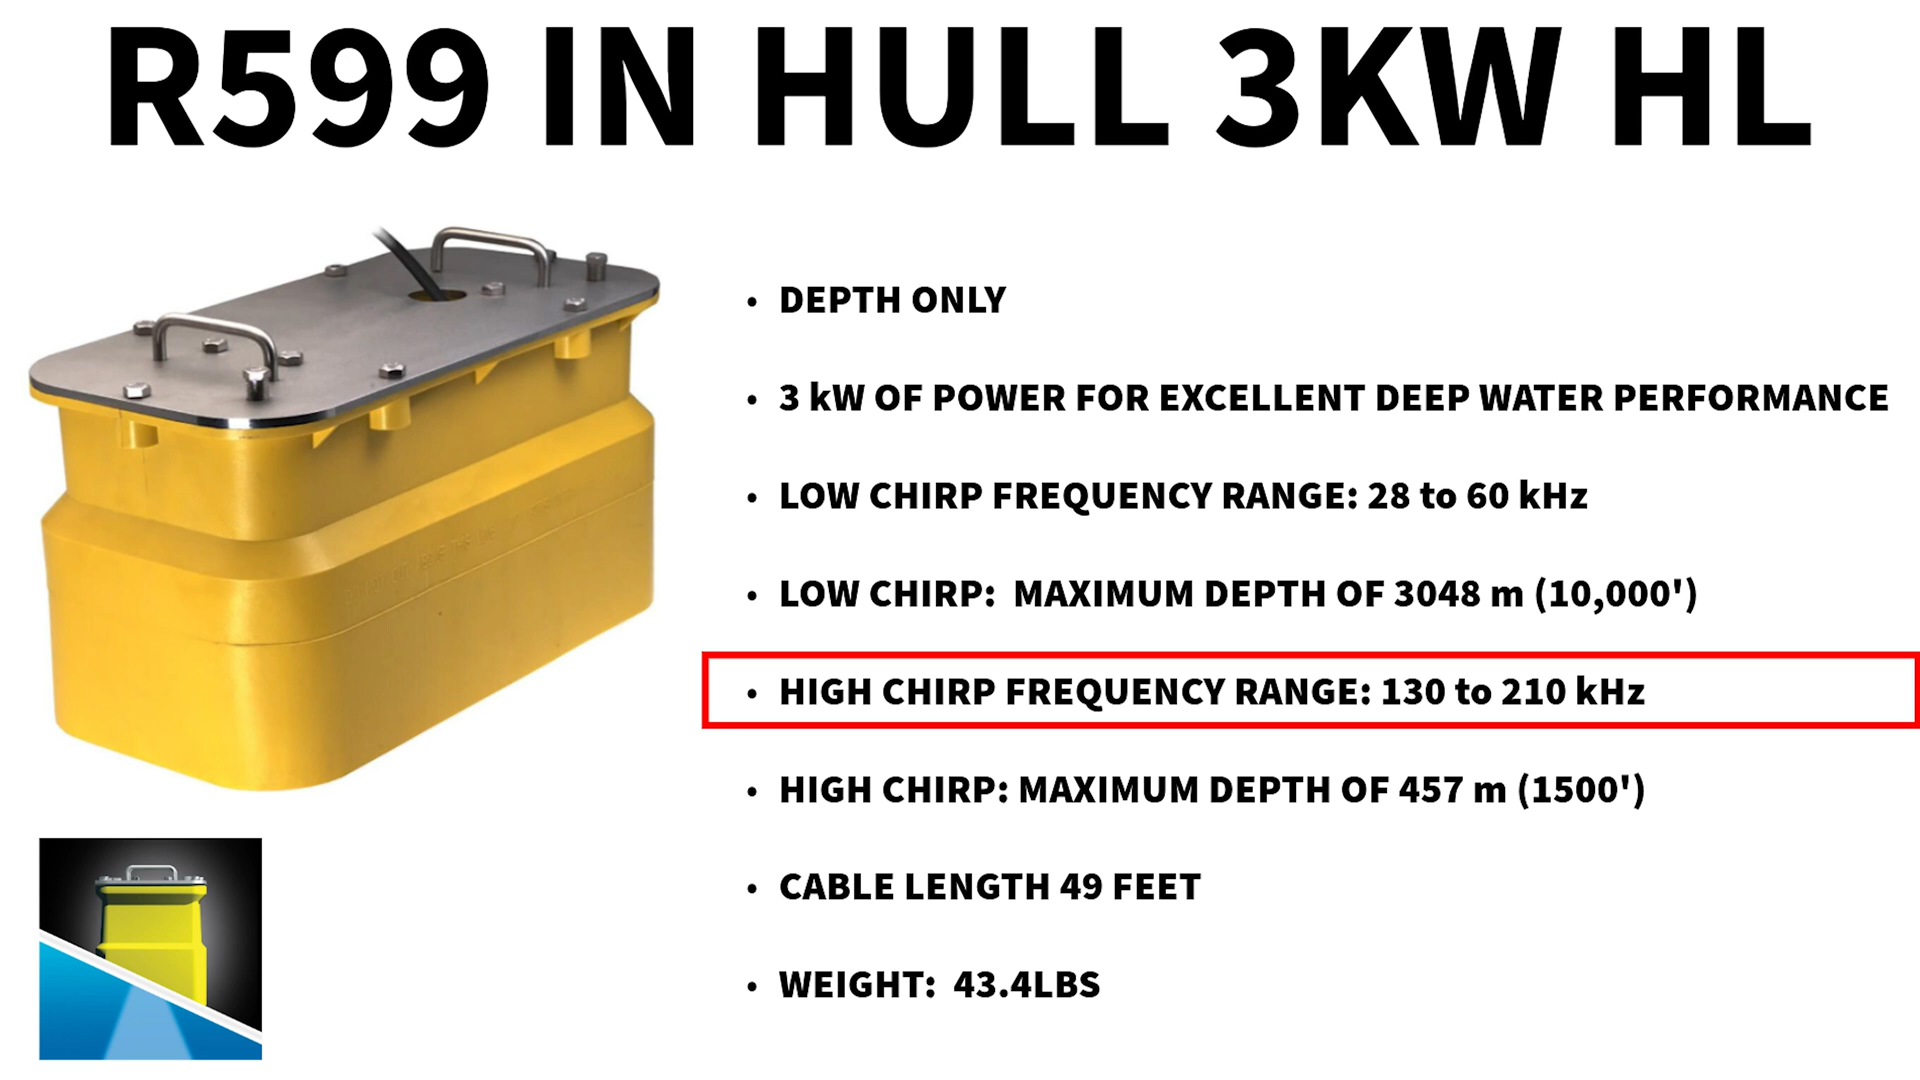 R599 IN HULL 3KW HL
• DEPTH ONLY
• 3 kW OF POWER FOR EXCELLENT DEEP WATER PERFORMANCE
• LOW CHIRP FREQUENCY RANGE: 28 to 60 kHz
• LOW CHIRP:  MAXIMUM DEPTH OF 3048 m (10,000')
• HIGH CHIRP FREQUENCY RANGE: 130 to 210 kHz
• HIGH CHIRP: MAXIMUM DEPTH OF 457 m (1500')
• CABLE LENGTH 49 FEET
• WEIGHT:  43.4LBS